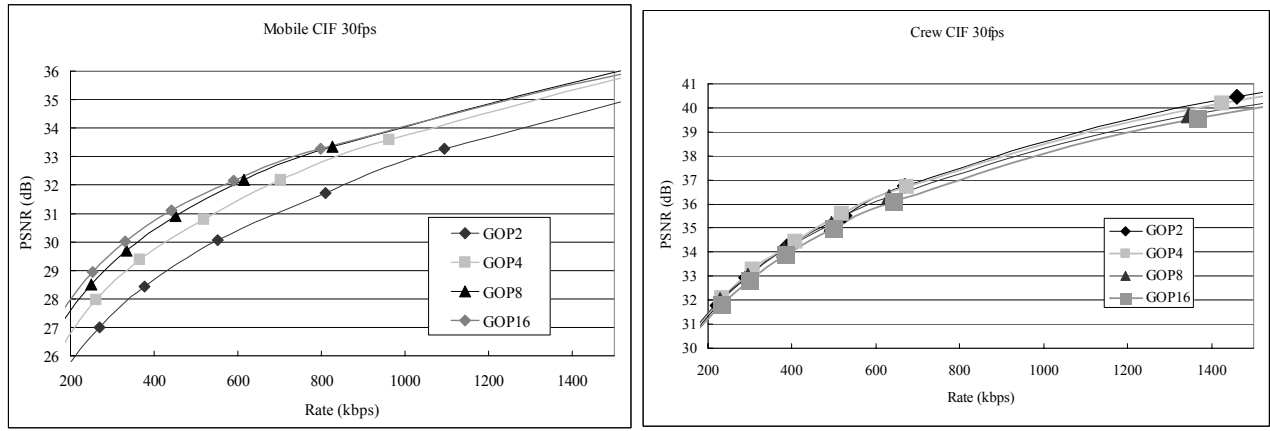 Mobile CIF 30fps
PSNR (dB)
36
35
34
33
32
31
30
29
28
27
26
200 400 600 800 1000 1200 1400
Rate (kbps)
GOP2
GOP4
GOP8
GOP16
Crew CIF 30fps
PSNR (dB)
41
40
39
38
37
36
35
34
33
32
31
30
200 400 600 800 1000 1200 1400
Rate (kbps)
GOP2
GOP4
GOP8
GOP16